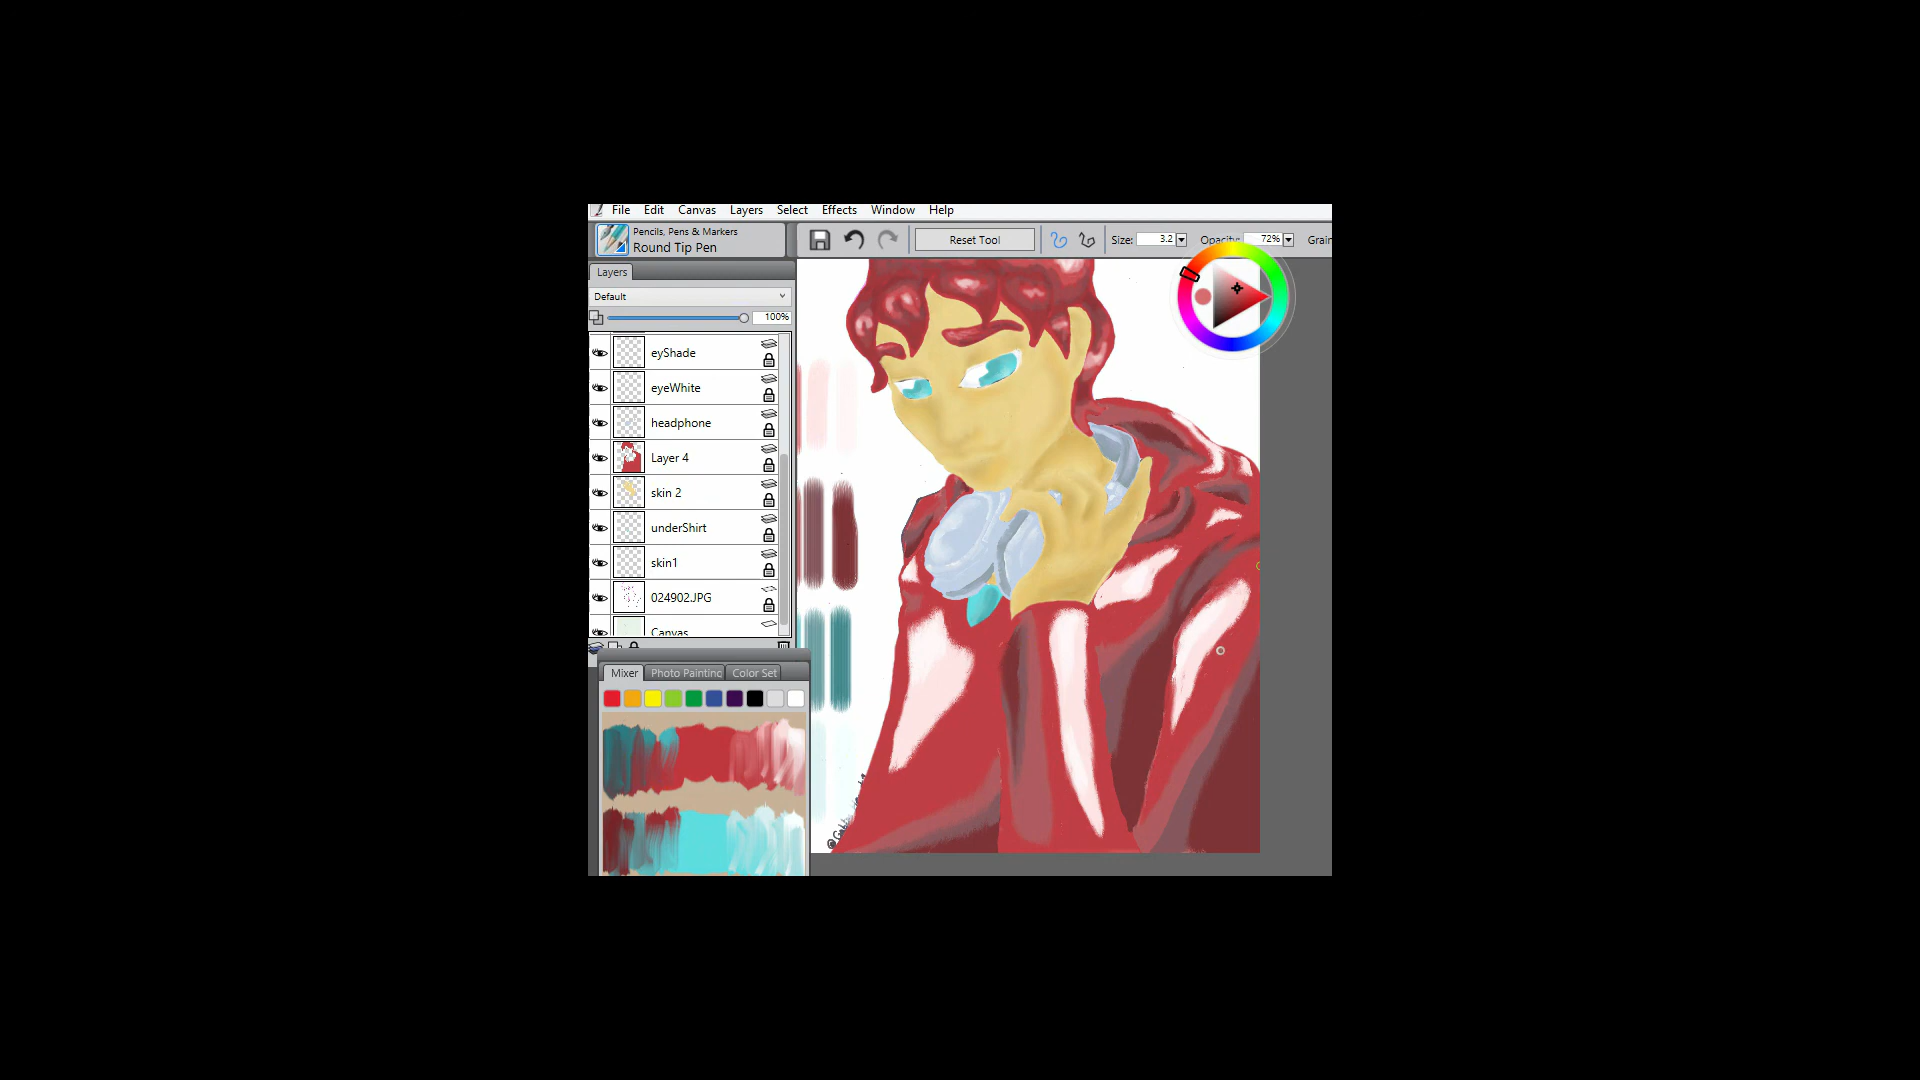 File Edit Canvas Layers Select Effects Window Help
Pencils, Pens & Markers
Round Tip Pen
Reset Tool
Size: 3.2
Opacity: 72%
Grain
Layers
Default
100%
eyShade
eyeWhite
headphone
Layer 4
skin 2
underShirt
skin1
024902.JPG
Canvas
Mixer Photo Painting Color Set